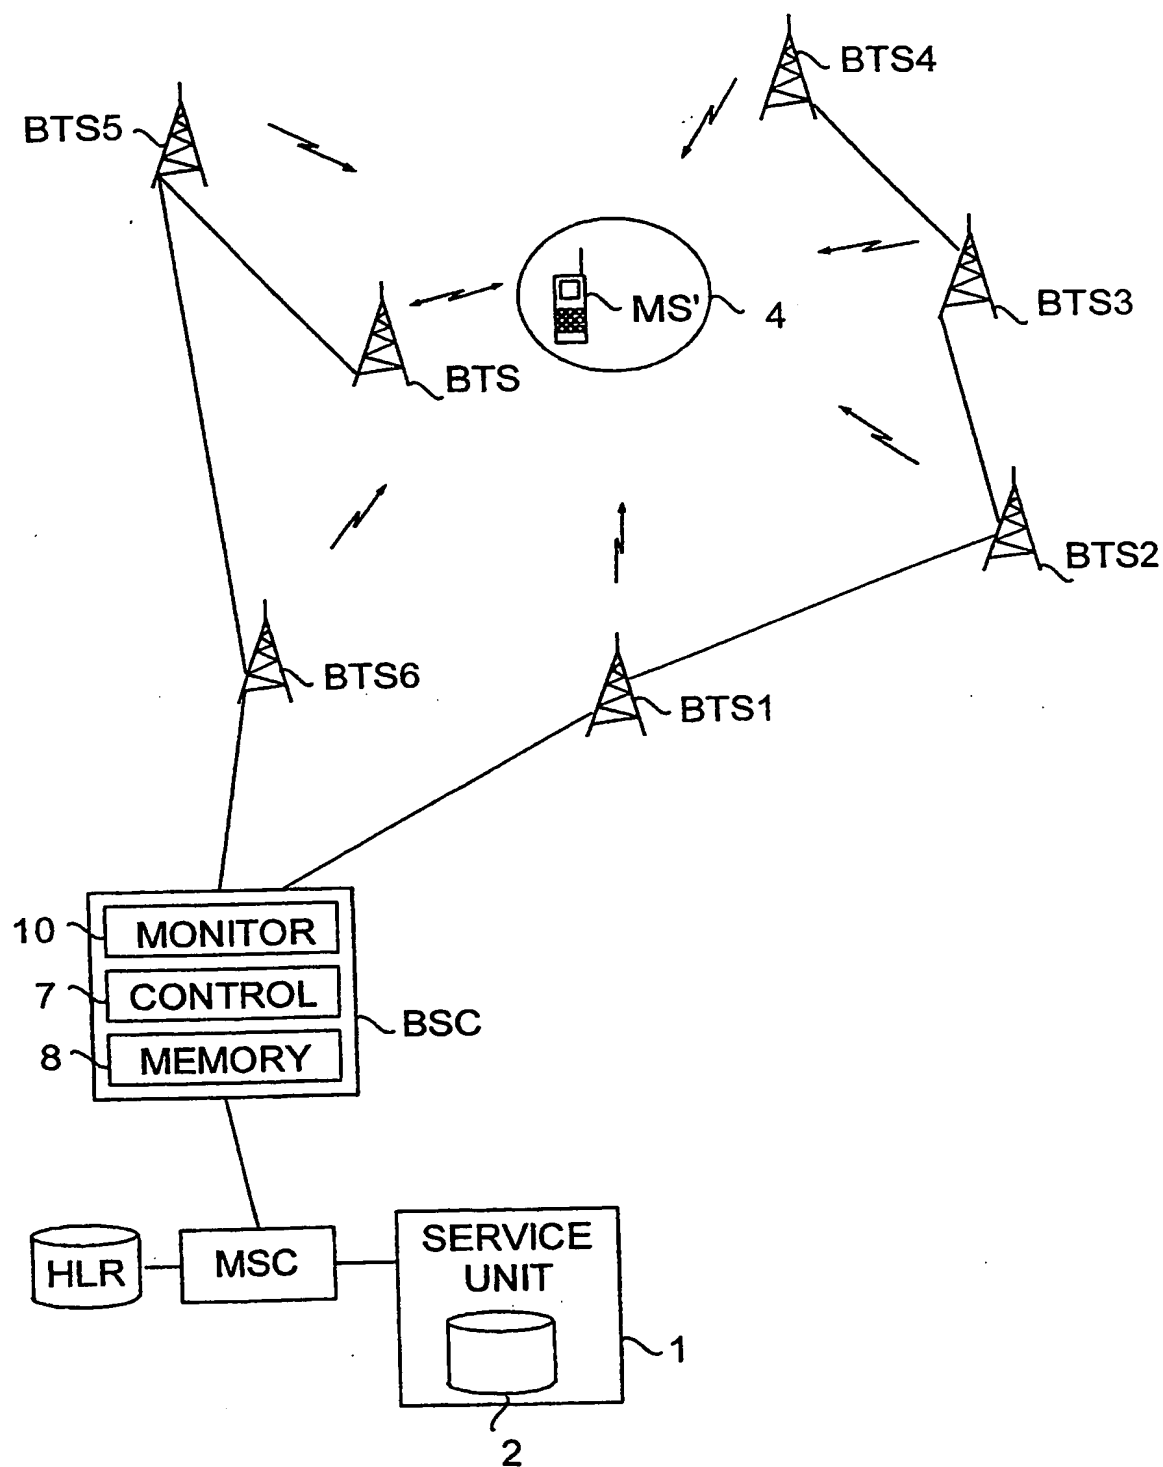 BTS4
BTS5
MS'
4
BTS3
BTS
BTS2
BTS6
BTS1
10
MONITOR
7
CONTROL
BSC
8
MEMORY
HLR
MSC
SERVICE
UNIT
1
2